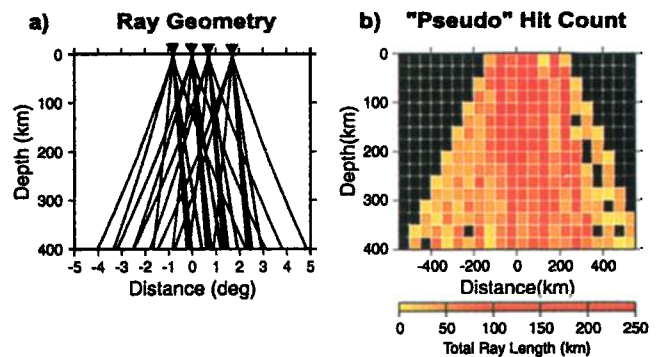 a) Ray Geometry
0
100
200
300
400
Depth (km)
-5 -4 -3 -2 -1 0 1 2 3 4 5
Distance (deg)
b) "Pseudo" Hit Count
0
100
200
300
400
Depth(km)
-400 -200 0 200 400
Distance(km)
0 50 100 150 200 250
Total Ray Length (km)